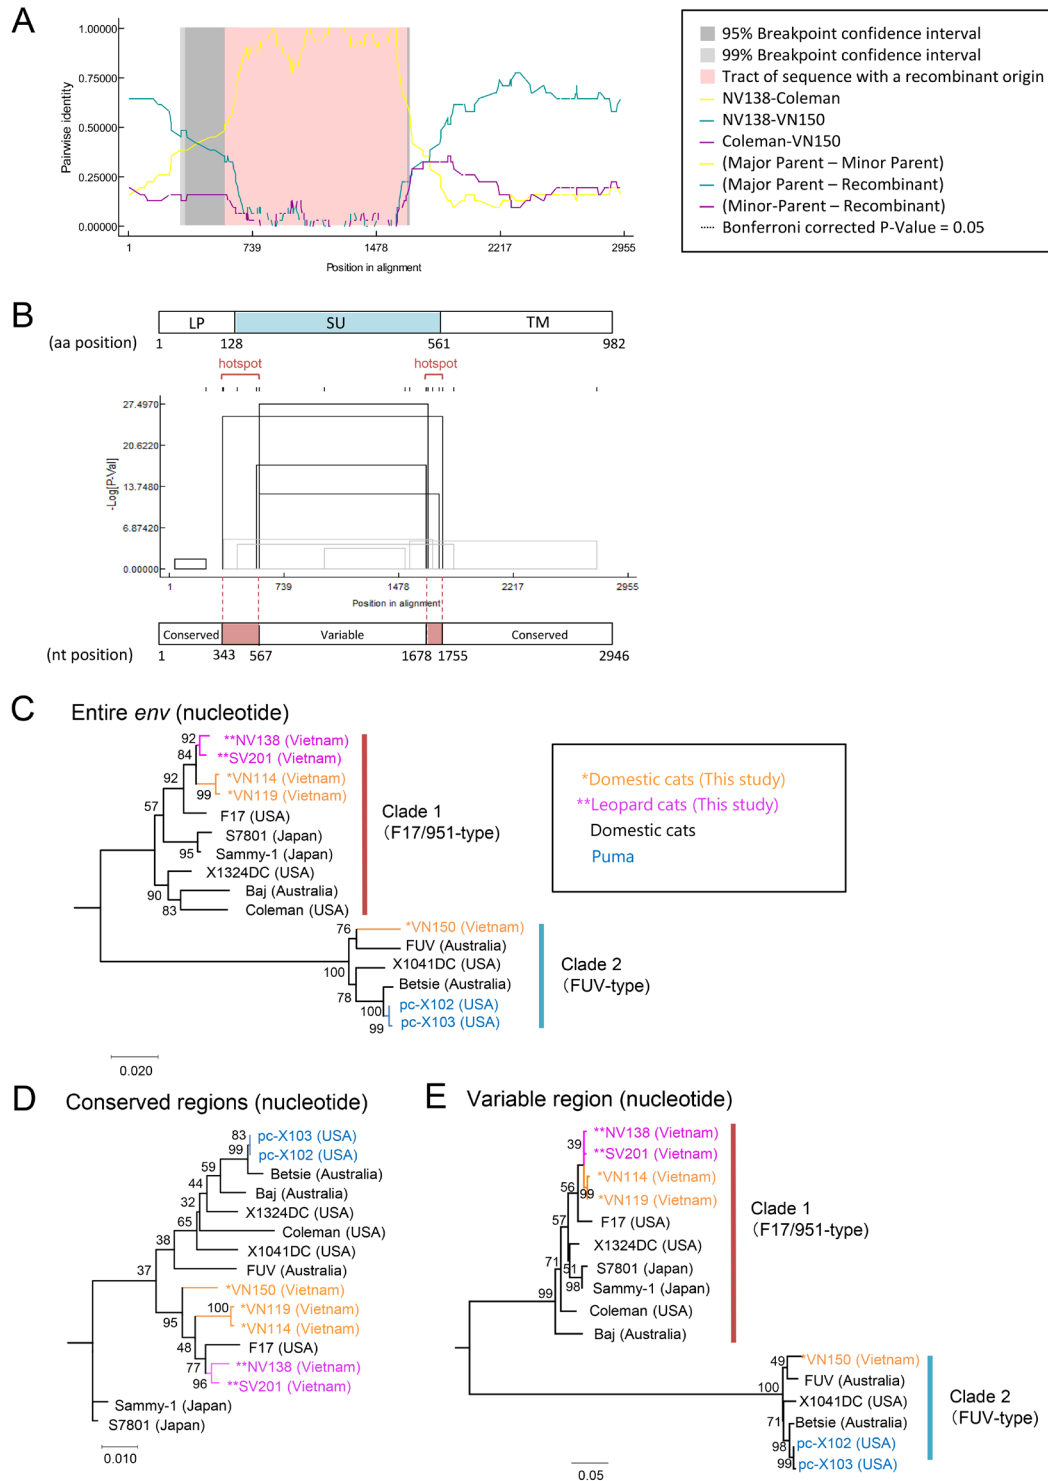 A
1.00000
0.75000
0.50000
0.25000
0.00000
Pairwise identity
1
739
1478
2217
2955
Position in alignment
95% Breakpoint confidence interval
99% Breakpoint confidence interval
Tract of sequence with a recombinant origin
NV138-Coleman
NV138-VN150
Coleman-VN150
(Major Parent – Minor Parent)
(Major Parent – Recombinant)
(Minor-Parent – Recombinant)
Bonferroni corrected P-Value = 0.05
B
LP
SU
TM
(aa position)
1
128
561
982
hotspot
hotspot
27.4970
20.6220
13.7480
6.87420
0.00000
-Log[P-Val]
1
739
1478
2217
2955
Position in alignment
Conserved
Variable
Conserved
(nt position)
1
343
567
1678
1755
2946
C
Entire env (nucleotide)
92
**NV138 (Vietnam)
84
**SV201 (Vietnam)
92
*VN114 (Vietnam)
99
*VN119 (Vietnam)
57
F17 (USA)
S7801 (Japan)
95
Sammy-1 (Japan)
X1324DC (USA)
90
Baj (Australia)
83
Coleman (USA)
Clade 1
(F17/951-type)
76
*VN150 (Vietnam)
FUV (Australia)
100
X1041DC (USA)
78
Betsie (Australia)
100
pc-X102 (USA)
99
pc-X103 (USA)
Clade 2
(FUV-type)
0.020
*Domestic cats (This study)
**Leopard cats (This study)
Domestic cats
Puma
D
Conserved regions (nucleotide)
83
pc-X103 (USA)
99
pc-X102 (USA)
59
Betsie (Australia)
44
Baj (Australia)
32
X1324DC (USA)
65
Coleman (USA)
38
X1041DC (USA)
37
FUV (Australia)
*VN150 (Vietnam)
100
*VN119 (Vietnam)
95
*VN114 (Vietnam)
48
F17 (USA)
77
**NV138 (Vietnam)
96
**SV201 (Vietnam)
Sammy-1 (Japan)
S7801 (Japan)
0.010
E
Variable region (nucleotide)
**NV138 (Vietnam)
39
**SV201 (Vietnam)
*VN114 (Vietnam)
56
99
*VN119 (Vietnam)
57
F17 (USA)
X1324DC (USA)
71
51
S7801 (Japan)
98
Sammy-1 (Japan)
99
Coleman (USA)
Baj (Australia)
Clade 1
(F17/951-type)
49
*VN150 (Vietnam)
FUV (Australia)
100
X1041DC (USA)
71
Betsie (Australia)
98
pc-X102 (USA)
99
pc-X103 (USA)
Clade 2
(FUV-type)
0.05